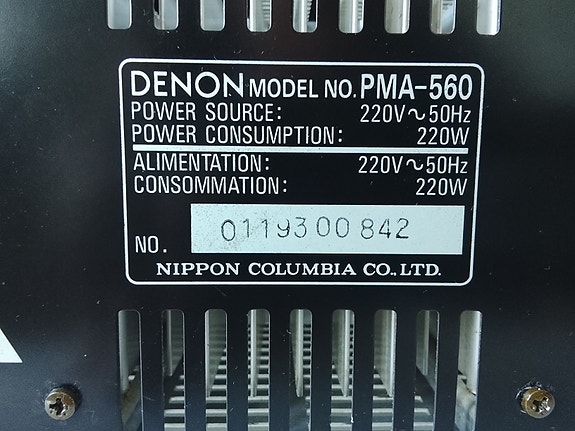 DENON MODEL NO. PMA-560
POWER SOURCE: 220V~50Hz
POWER CONSUMPTION: 220W
ALIMENTATION: 220V~50Hz
CONSOMMATION: 220W
NO. 0119300842
NIPPON COLUMBIA CO., LTD.